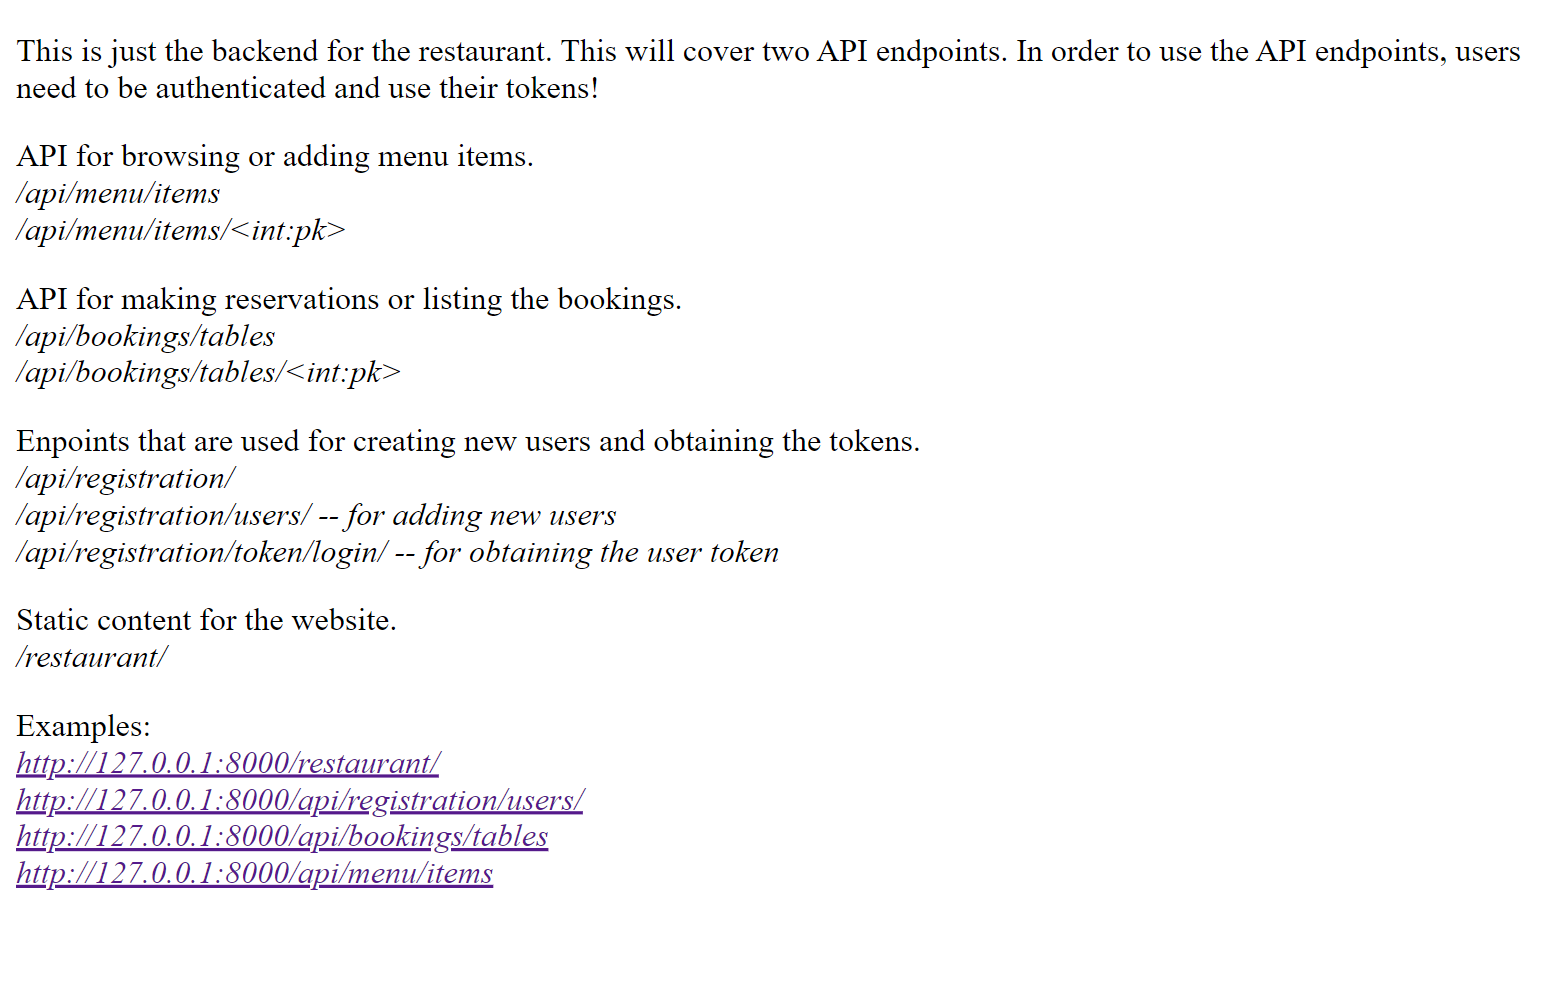 This is just the backend for the restaurant. This will cover two API endpoints. In order to use the API endpoints, users
need to be authenticated and use their tokens!
API for browsing or adding menu items.
/api/menu/items
/api/menu/items/<int:pk>
API for making reservations or listing the bookings.
/api/bookings/tables
/api/bookings/tables/<int:pk>
Enpoints that are used for creating new users and obtaining the tokens.
/api/registration/
/api/registration/users/ -- for adding new users
/api/registration/token/login/ -- for obtaining the user token
Static content for the website.
/restaurant/
Examples:
http://127.0.0.1:8000/restaurant/
http://127.0.0.1:8000/api/registration/users/
http://127.0.0.1:8000/api/bookings/tables
http://127.0.0.1:8000/api/menu/items